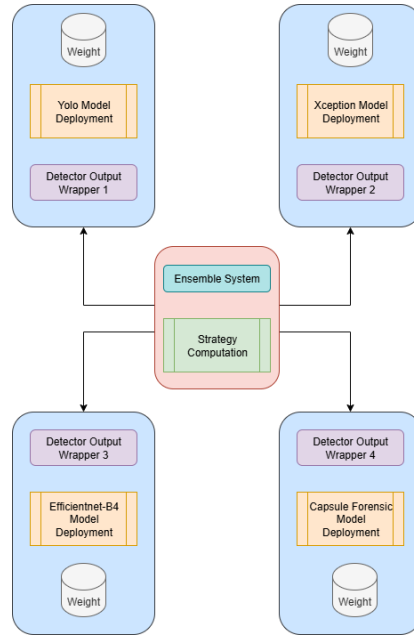 Weight
Yolo Model
Deployment
Detector Output
Wrapper 1
Weight
Xception Model
Deployment
Detector Output
Wrapper 2
Ensemble System
Strategy
Computation
Detector Output
Wrapper 3
Efficientnet-B4
Model
Deployment
Weight
Detector Output
Wrapper 4
Capsule Forensic
Model
Deployment
Weight